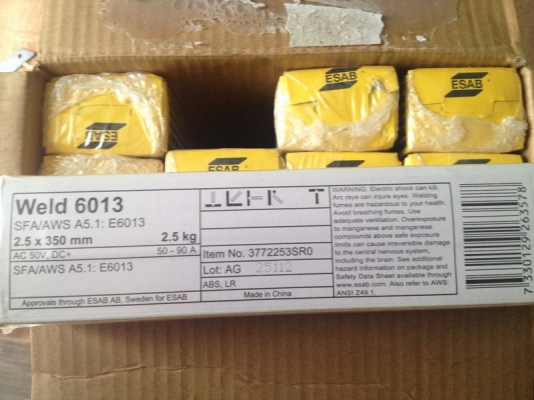 ESAB
ESAB
ESAB
ESAB
Weld 6013
SFA/AWS A5.1: E6013
2.5 x 350 mm 2.5 kg
AC 50V, DC+ 50 - 90 A
SFA/AWS A5.1: E6013
Approvals through ESAB AB, Sweden for ESAB
Item No. 3772253SR0
Lot: AG 25112
ABS, LR
Made in China
WARNING: Electric shock can kill.
Arc rays can injure eyes. Welding
fumes are hazardous to your health.
Avoid breathing fumes. Use
adequate ventilation. Overexposure
to manganese and manganese
compounds above safe exposure
limits can cause irreversible damage
to the central nervous system,
including the brain. See additional
hazard information on package and
Safety Data Sheet available through
www.esab.com. Also refer to AWS:
ANSI Z49.1.
7330129263578